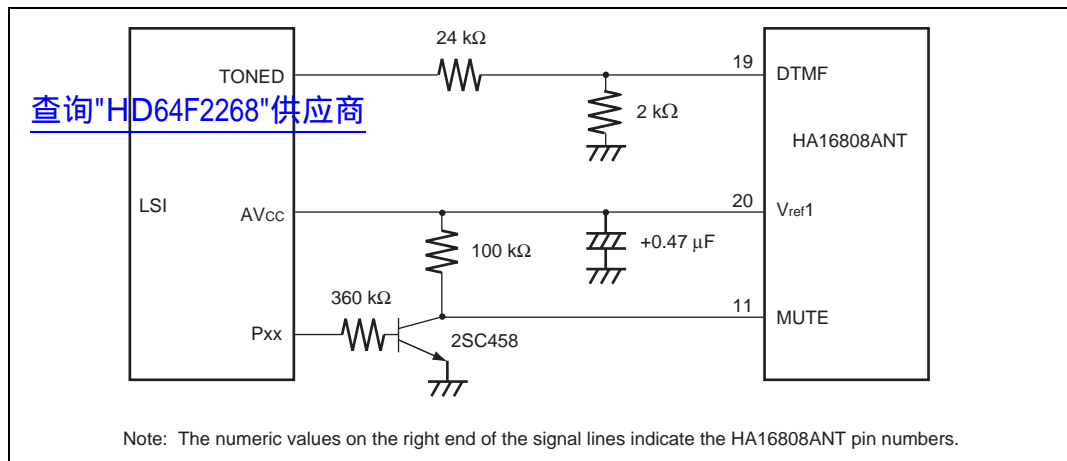 24 kΩ
TONED
19
DTMF
查询"HD64F2268"供应商
2 kΩ
HA16808ANT
LSI
AVCC
20
Vref1
100 kΩ
+0.47 μF
360 kΩ
11
MUTE
Pxx
2SC458
Note: The numeric values on the right end of the signal lines indicate the HA16808ANT pin numbers.